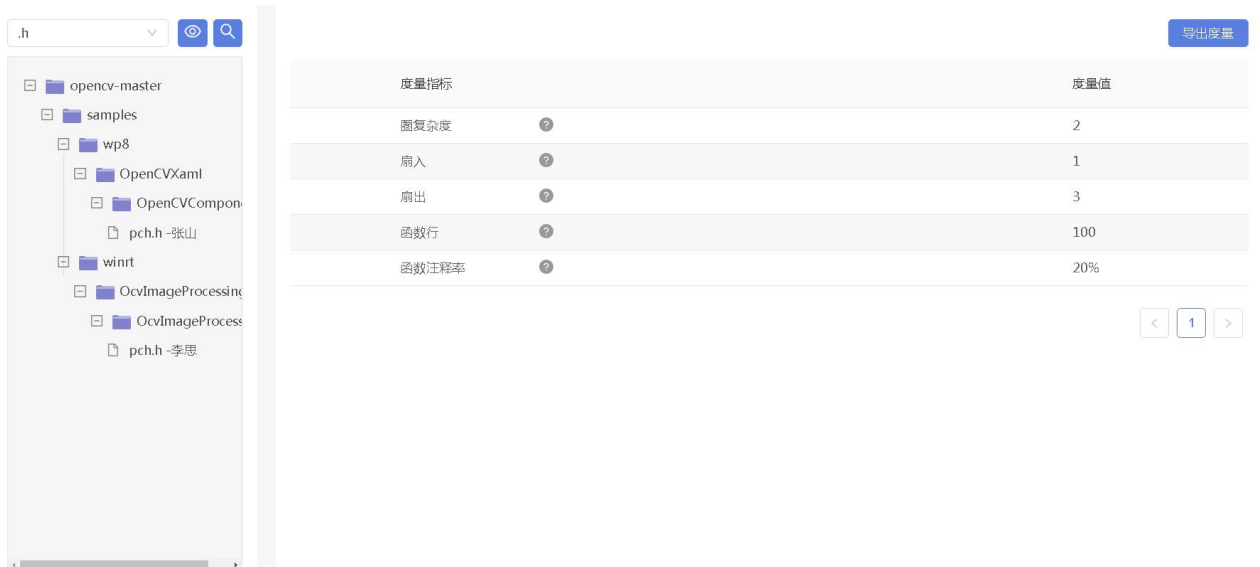 .h
opencv-master
samples
wp8
OpenCVXaml
OpenCVCompon
pch.h -张山
winrt
OcvImageProcessing
OcvImageProcess
pch.h -李思
导出度量
度量指标 度量值
圈复杂度 ? 2
扇入 ? 1
扇出 ? 3
函数行 ? 100
函数注释率 ? 20%
< 1 >